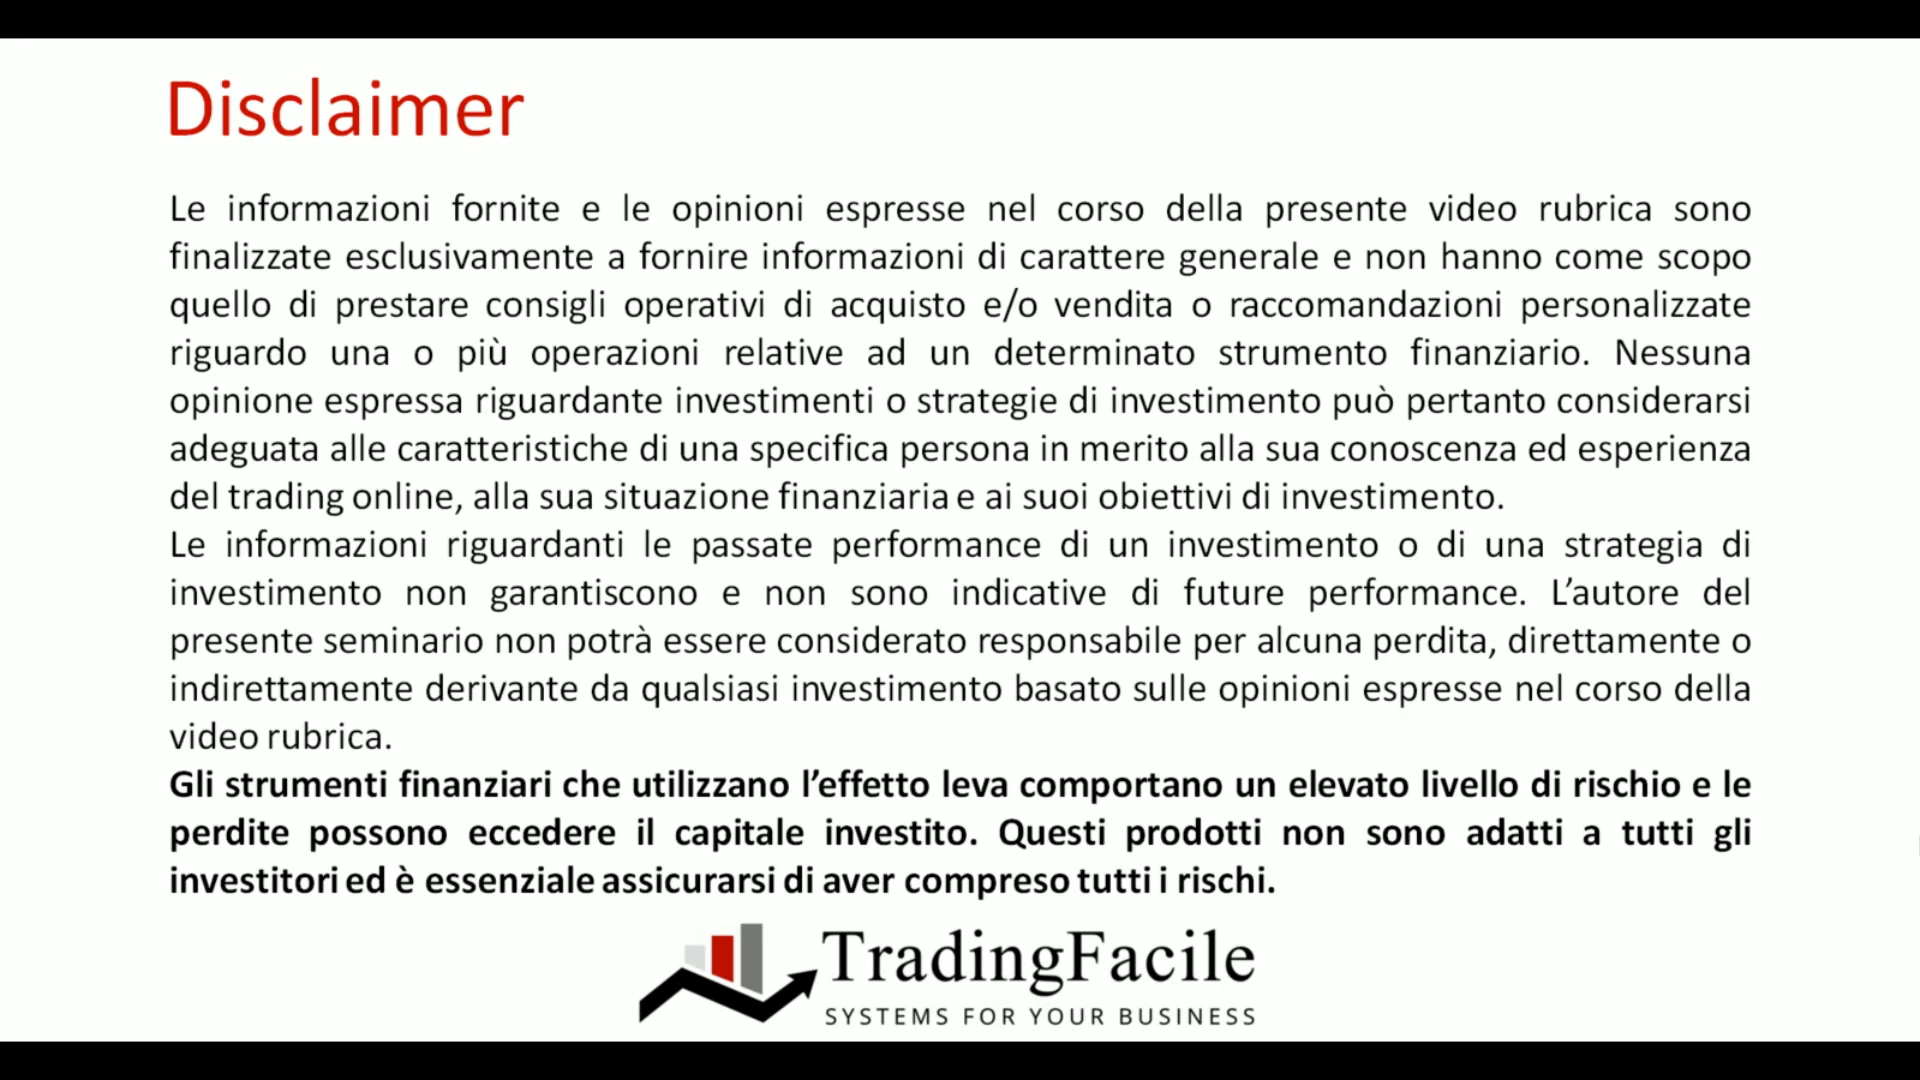 Disclaimer
Le informazioni fornite e le opinioni espresse nel corso della presente video rubrica sono
finalizzate esclusivamente a fornire informazioni di carattere generale e non hanno come scopo
quello di prestare consigli operativi di acquisto e/o vendita o raccomandazioni personalizzate
riguardo una o più operazioni relative ad un determinato strumento finanziario. Nessuna
opinione espressa riguardante investimenti o strategie di investimento può pertanto considerarsi
adeguata alle caratteristiche di una specifica persona in merito alla sua conoscenza ed esperienza
del trading online, alla sua situazione finanziaria e ai suoi obiettivi di investimento.
Le informazioni riguardanti le passate performance di un investimento o di una strategia di
investimento non garantiscono e non sono indicative di future performance. L’autore del
presente seminario non potrà essere considerato responsabile per alcuna perdita, direttamente o
indirettamente derivante da qualsiasi investimento basato sulle opinioni espresse nel corso della
video rubrica.
Gli strumenti finanziari che utilizzano l’effetto leva comportano un elevato livello di rischio e le
perdite possono eccedere il capitale investito. Questi prodotti non sono adatti a tutti gli
investitori ed è essenziale assicurarsi di aver compreso tutti i rischi.
TradingFacile
SYSTEMS FOR YOUR BUSINESS